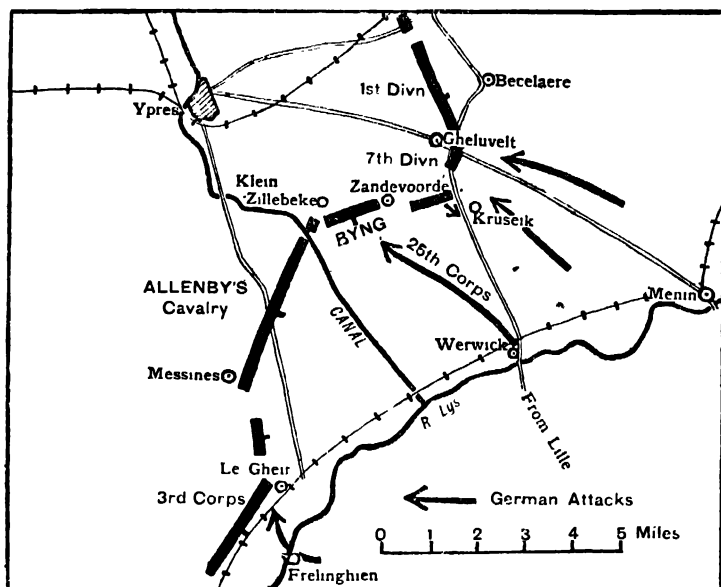 1st Divn
Becelaere
Ypres
Gheluvelt
7th Divn
Klein
Zillebeke
Zandevoorde
BYNG
Kruseik
25th Corps
ALLENBY'S
Cavalry
CANAL
Menin
Werwick
Messines
R Lys
From Lille
Le Gheir
3rd Corps
German Attacks
0 1 2 3 4 5 Miles
Frelinghien